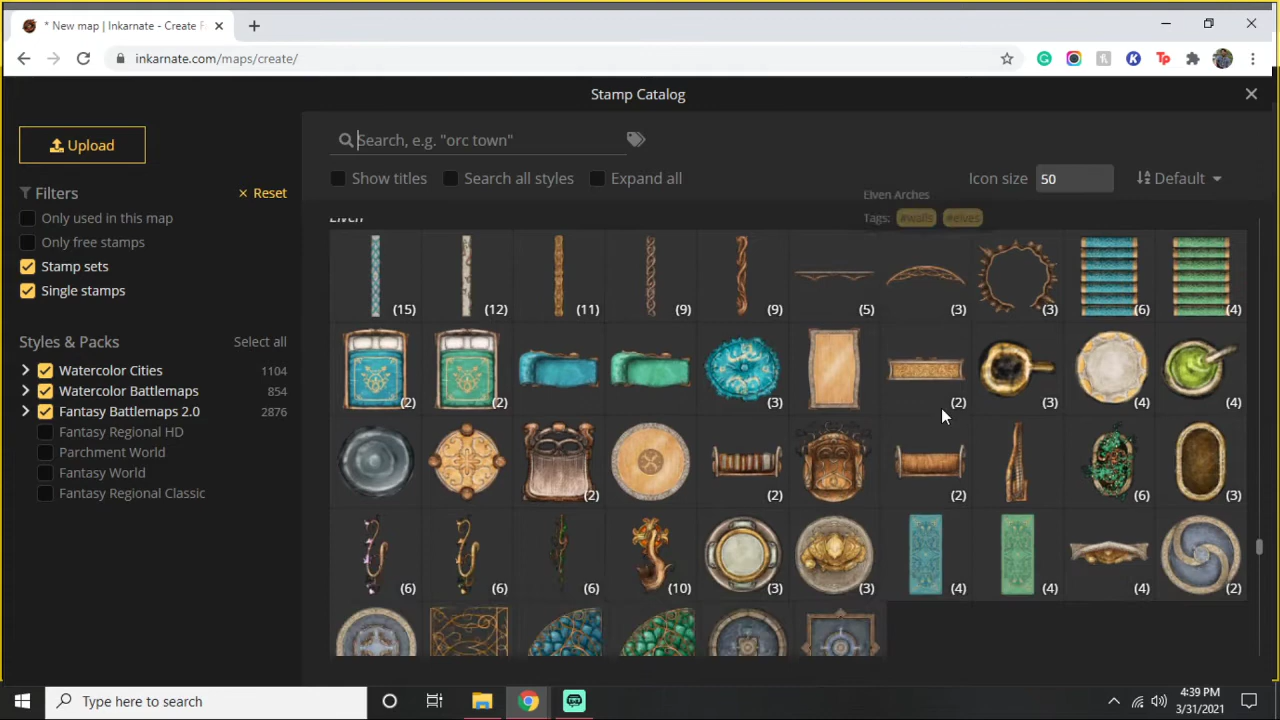 * New map | Inkarnate - Create F
inkarnate.com/maps/create/
Stamp Catalog
Upload
Search, e.g. "orc town"
Show titles
Search all styles
Expand all
Icon size
50
Default
Filters
Reset
Only used in this map
Only free stamps
Stamp sets
Single stamps
Styles & Packs
Select all
Watercolor Cities 1104
Watercolor Battlemaps 854
Fantasy Battlemaps 2.0 2876
Fantasy Regional HD
Parchment World
Fantasy World
Fantasy Regional Classic
Elven Arches
Tags: #walls #elves
Elven
(15) (12) (11) (9) (9) (5) (3) (3) (6) (4)
(2) (2) (3) (2) (3) (4) (4)
(2) (2) (2) (6) (3)
(6) (6) (6) (10) (3) (3) (4) (4) (4) (2)
Type here to search
4:39 PM
3/31/2021